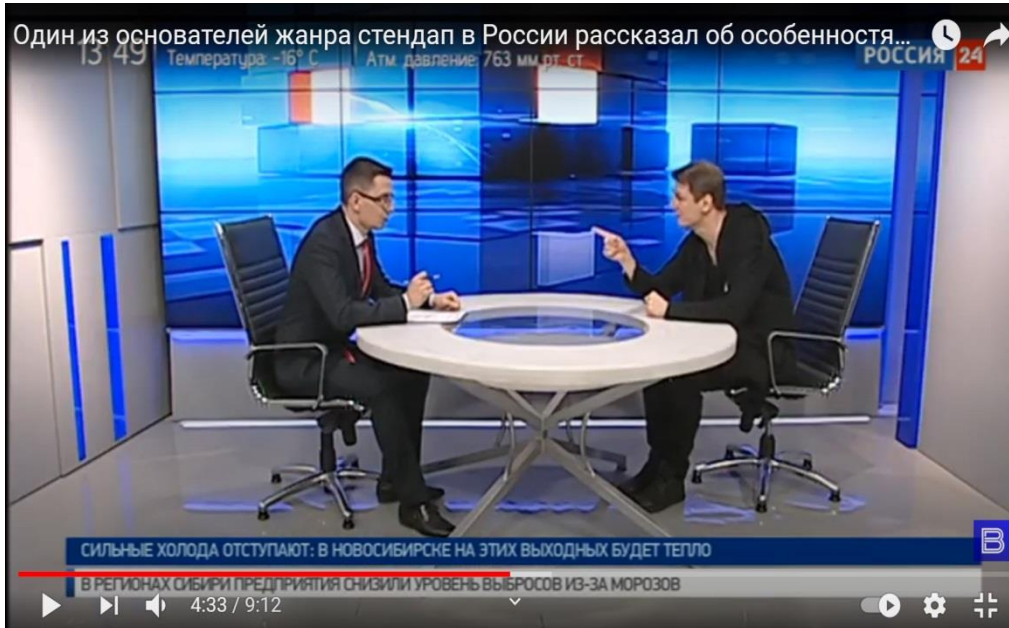 Один из основателей жанра стендап в России рассказал об особенностя...
13 49 Температура: -16° C Атм. давление: 763 мм рт. ст.
РОССИЯ 24
СИЛЬНЫЕ ХОЛОДА ОТСТУПАЮТ: В НОВОСИБИРСКЕ НА ЭТИХ ВЫХОДНЫХ БУДЕТ ТЕПЛО
В
В РЕГИОНАХ СИБИРИ ПРЕДПРИЯТИЯ СНИЗИЛИ УРОВЕНЬ ВЫБРОСОВ ИЗ-ЗА МОРОЗОВ
4:33 / 9:12